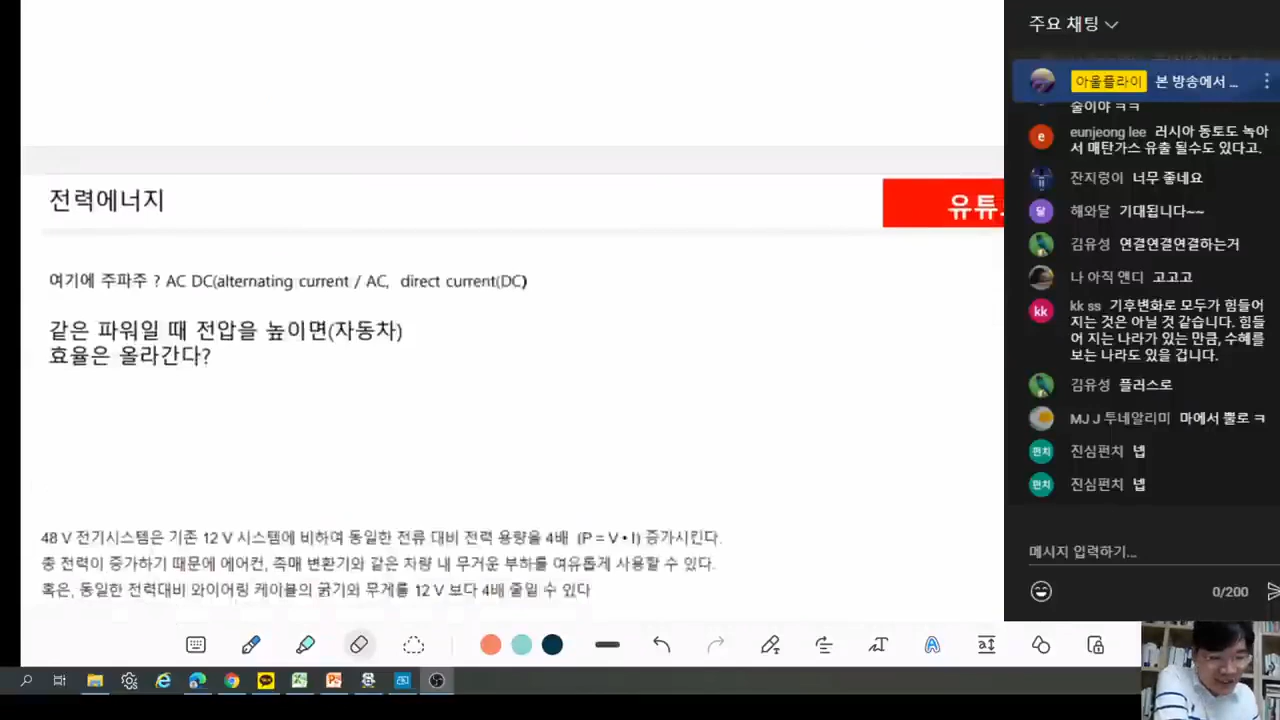 전력에너지
유튜
여기에 주파주 ? AC DC(alternating current / AC, direct current(DC)
같은 파워일 때 전압을 높이면(자동차)
효율은 올라간다?
48 V 전기시스템은 기존 12 V 시스템에 비하여 동일한 전류 대비 전력 용량을 4배 (P = V • I) 증가시킨다.
총 전력이 증가하기 때문에 에어컨, 촉매 변환기와 같은 차량 내 무거운 부하를 여유롭게 사용할 수 있다.
혹은, 동일한 전력대비 와이어링 케이블의 굵기와 무게를 12 V 보다 4배 줄일 수 있다
주요 채팅
아울플라이 본 방송에서 ...
술이야 ㅋㅋ
eunjeong lee 러시아 동토도 녹아
서 매탄가스 유출 될수도 있다고.
잔지렁이 너무 좋네요
달 해와달 기대됩니다~~
김유성 연결연결연결하는거
나 아직 앤디 고고고
kk kk ss 기후변화로 모두가 힘들어
지는 것은 아닐 것 같습니다. 힘들
어 지는 나라가 있는 만큼, 수혜를
보는 나라도 있을 겁니다.
김유성 플러스로
MJ J 투네알리미 마에서 뿔로 ㅋ
펀치 진심펀치 넵
펀치 진심펀치 넵
메시지 입력하기...
0/200